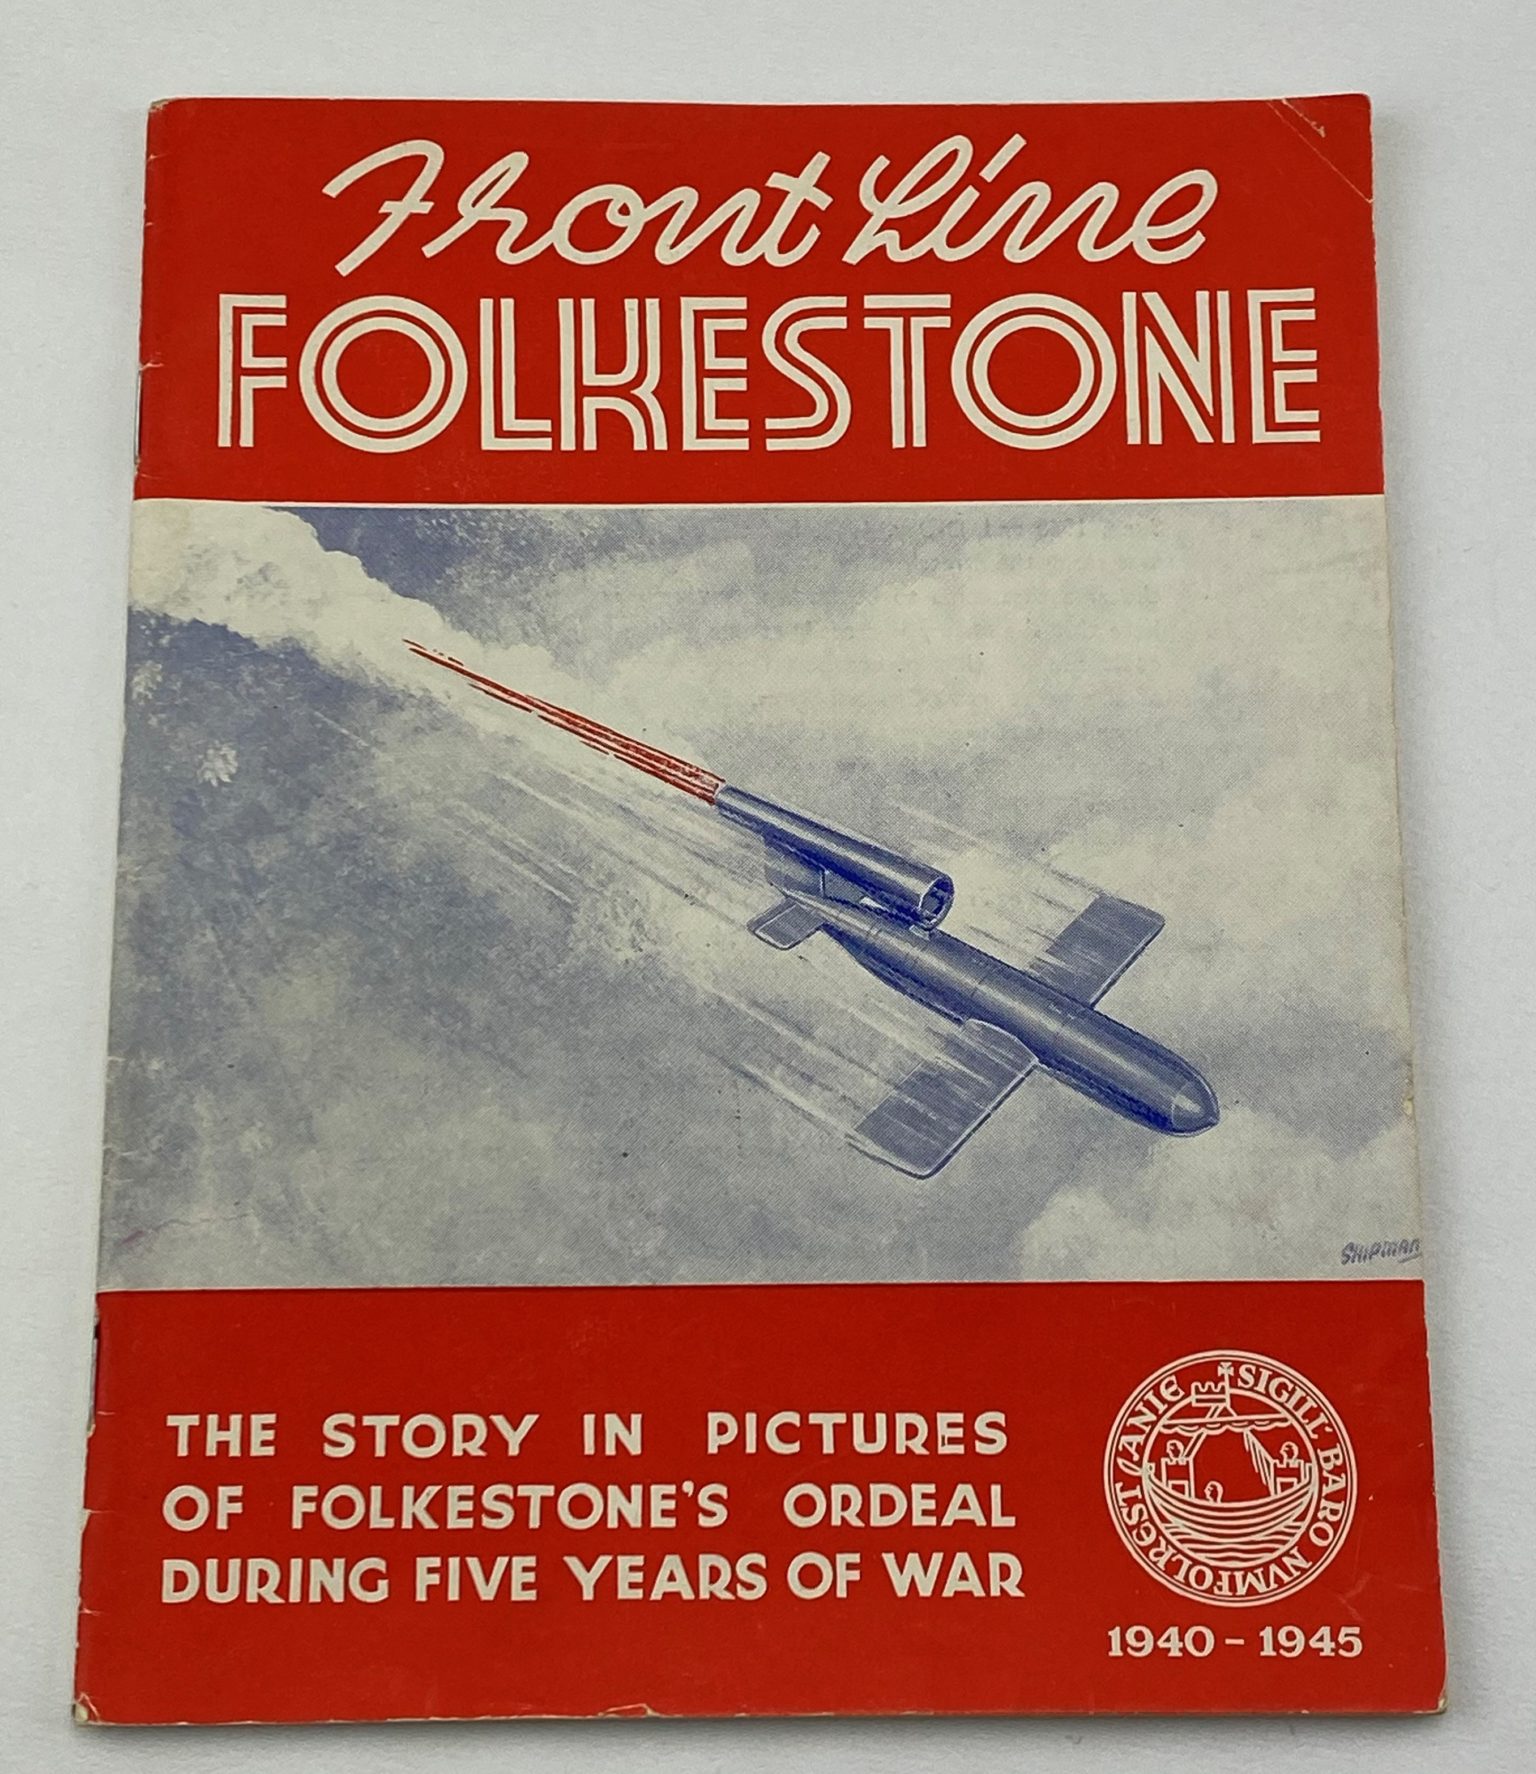 Front Line
FOLKESTONE
SHIPMAN
THE STORY IN PICTURES
OF FOLKESTONE'S ORDEAL
DURING FIVE YEARS OF WAR
SIGILL' BARO NVMFOLKEST ANIE
1940 - 1945